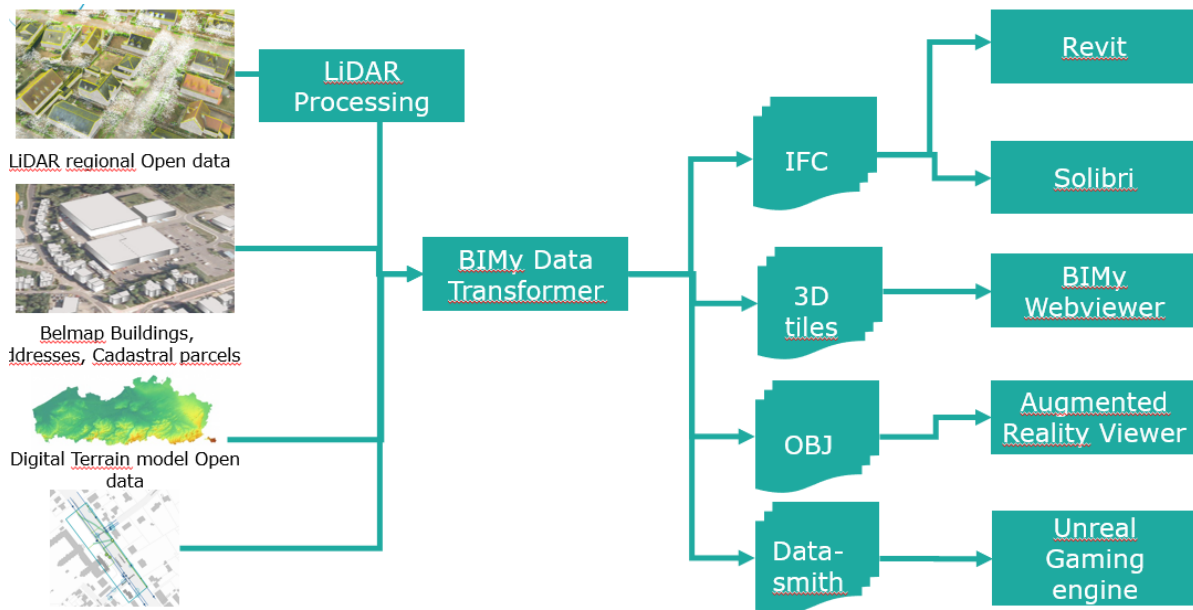 LiDAR
Processing
LiDAR regional Open data
Belmap Buildings,
ddresses, Cadastral parcels
Digital Terrain model Open
data
BIMy Data
Transformer
IFC
3D
tiles
OBJ
Data-
smith
Revit
Solibri
BIMy
Webviewer
Augmented
Reality Viewer
Unreal
Gaming
engine